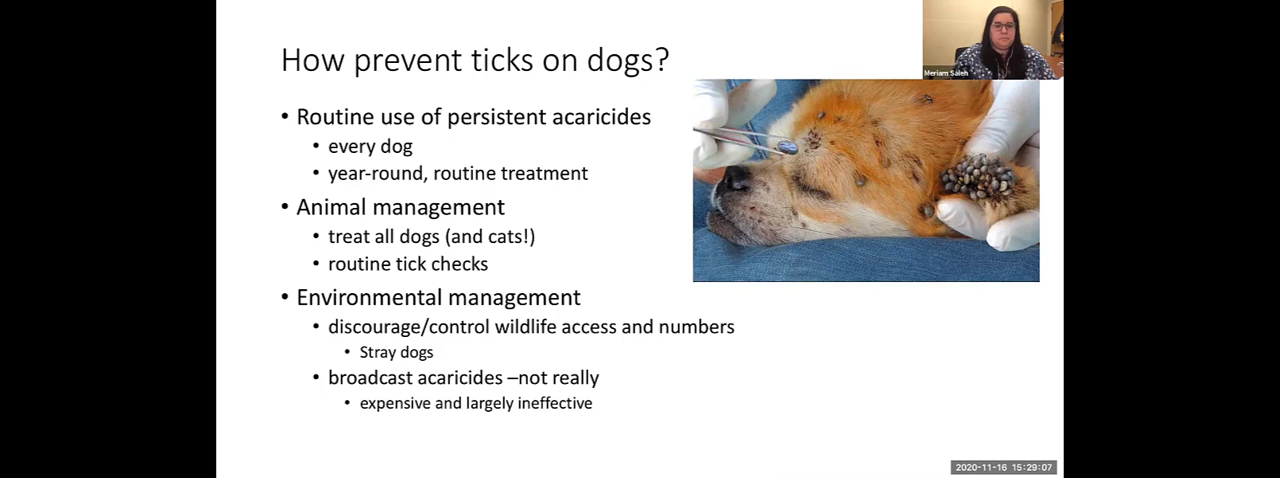 How prevent ticks on dogs?
Meriam Saleh
• Routine use of persistent acaricides
• every dog
• year-round, routine treatment
• Animal management
• treat all dogs (and cats!)
• routine tick checks
• Environmental management
• discourage/control wildlife access and numbers
• Stray dogs
• broadcast acaricides –not really
• expensive and largely ineffective
2020-11-16 15:29:07